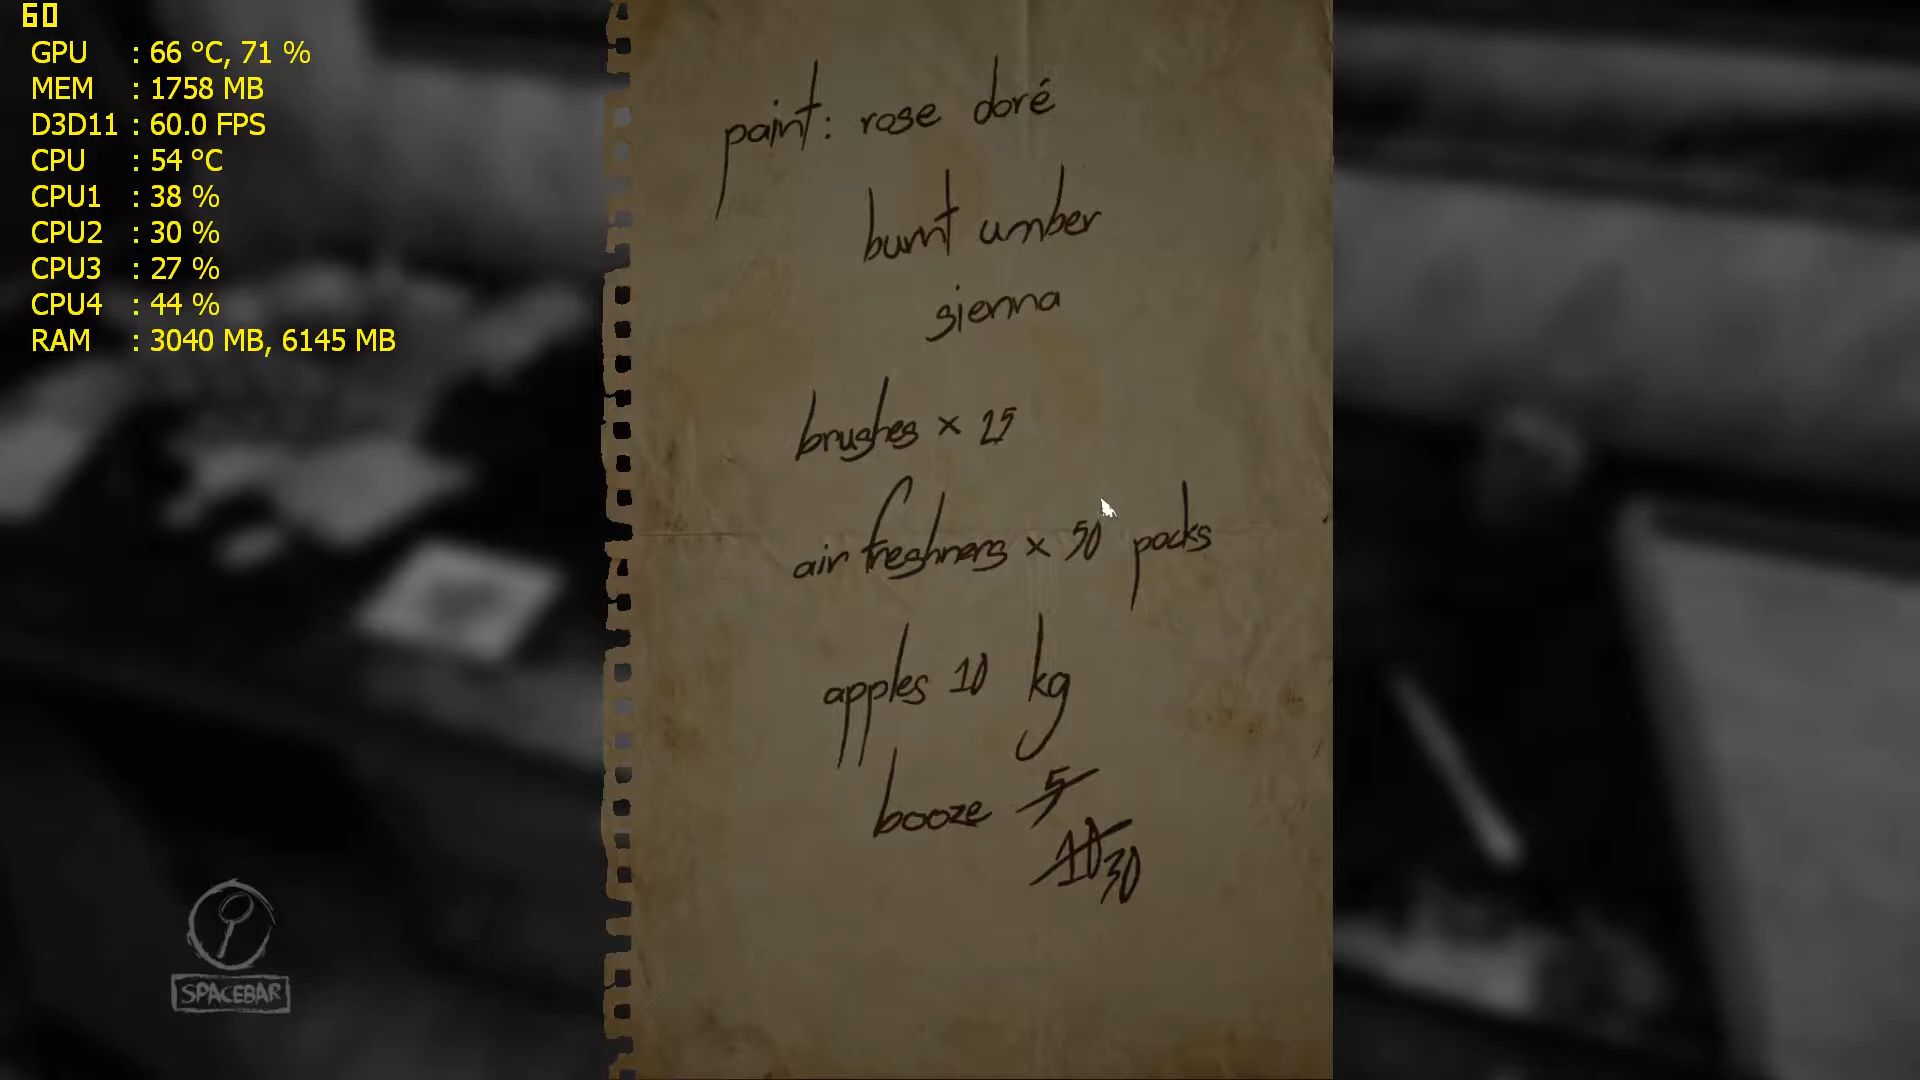 60
GPU : 66 °C, 71 %
MEM : 1758 MB
D3D11 : 60.0 FPS
CPU : 54 °C
CPU1 : 38 %
CPU2 : 30 %
CPU3 : 27 %
CPU4 : 44 %
RAM : 3040 MB, 6145 MB
paint: rose doré
burnt umber
sienna
brushes x 25
air freshners x 50 packs
apples 10 kg
booze 5
10 30
SPACEBAR